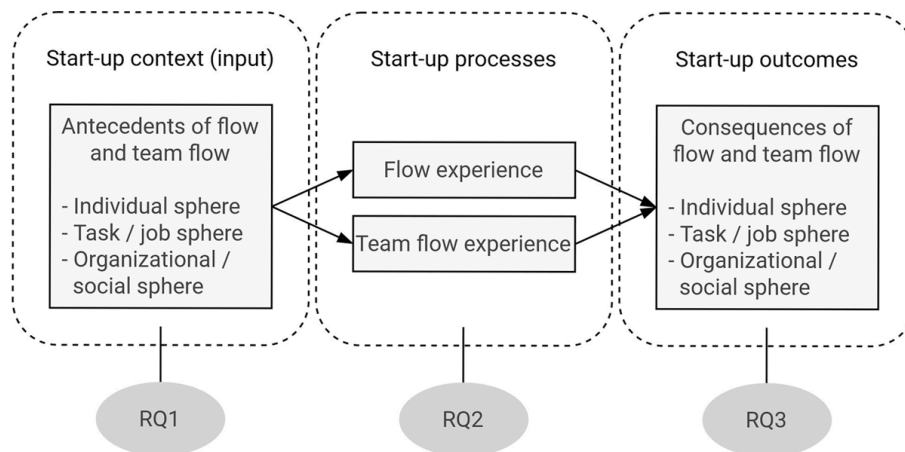 Start-up context (input)
Antecedents of flow
and team flow
- Individual sphere
- Task / job sphere
- Organizational /
social sphere
RQ1
Start-up processes
Flow experience
Team flow experience
RQ2
Start-up outcomes
Consequences of
flow and team flow
- Individual sphere
- Task / job sphere
- Organizational /
social sphere
RQ3